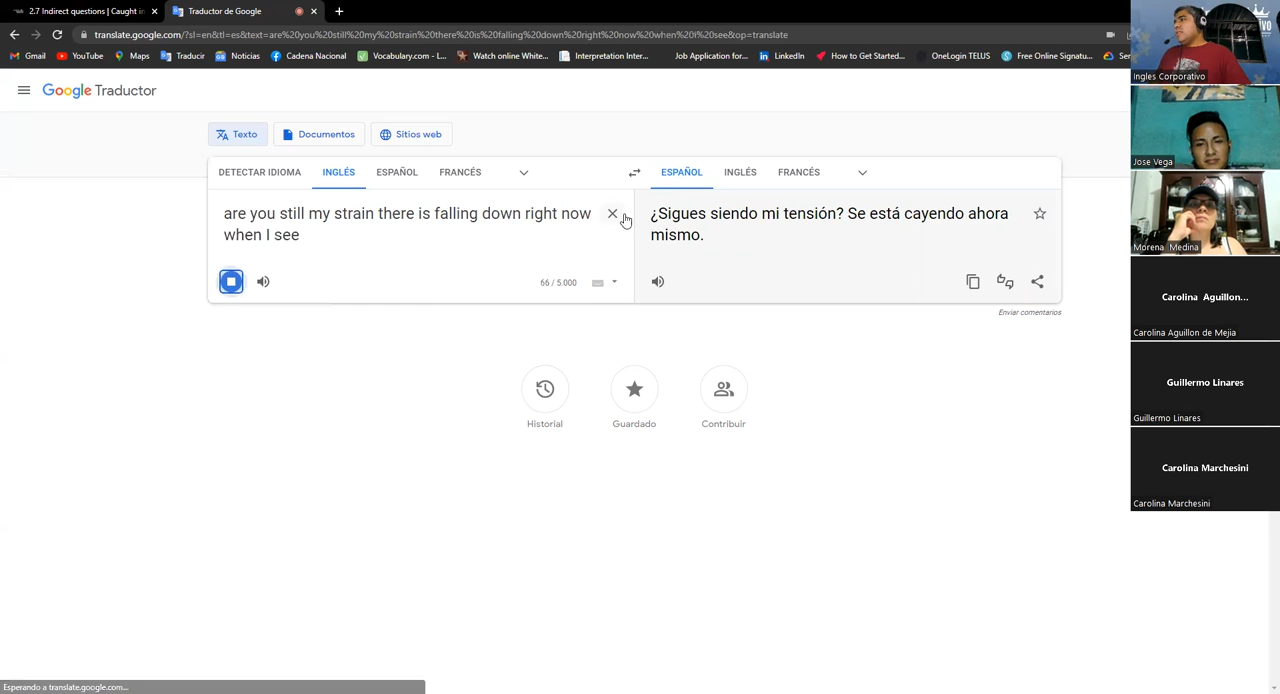 2.7 Indirect questions | Caught in
Traductor de Google
translate.google.com/?sl=en&tl=es&text=are%20you%20still%20my%20strain%20there%20is%20falling%20down%20right%20now%20when%20I%20see&op=translate
Gmail
YouTube
Maps
Traducir
Noticias
Cadena Nacional
Vocabulary.com - L...
Watch online White...
Interpretation Inter...
Job Application for...
LinkedIn
How to Get Started...
OneLogin TELUS
Free Online Signatu...
Ingles Corporativo
Google Traductor
Texto
Documentos
Sitios web
DETECTAR IDIOMA
INGLÉS
ESPAÑOL
FRANCÉS
ESPAÑOL
INGLÉS
FRANCÉS
are you still my strain there is falling down right now
when I see
66 / 5.000
¿Sigues siendo mi tensión? Se está cayendo ahora
mismo.
Enviar comentarios
Historial
Guardado
Contribuir
Jose Vega
Morena Medina
Carolina Aguillon...
Carolina Aguillon de Mejia
Guillermo Linares
Guillermo Linares
Carolina Marchesini
Carolina Marchesini
Esperando a translate.google.com...